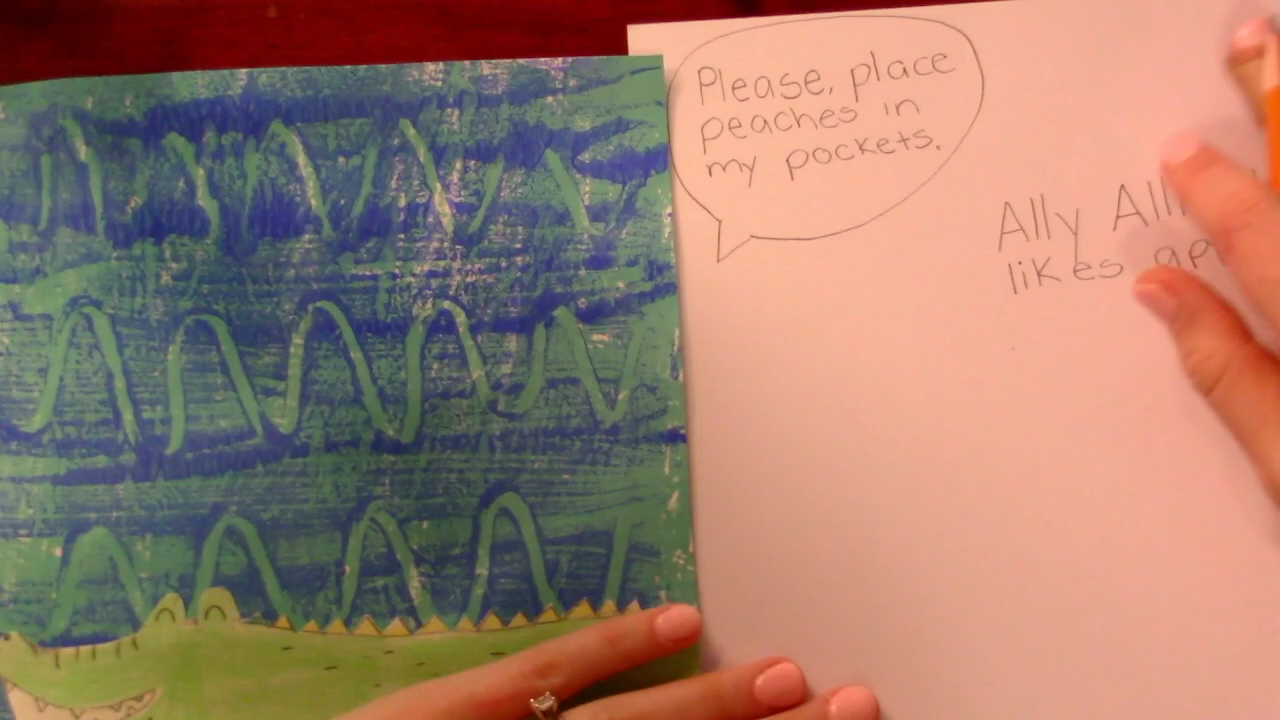 Please, place
peaches in
my pockets.
Ally
likes